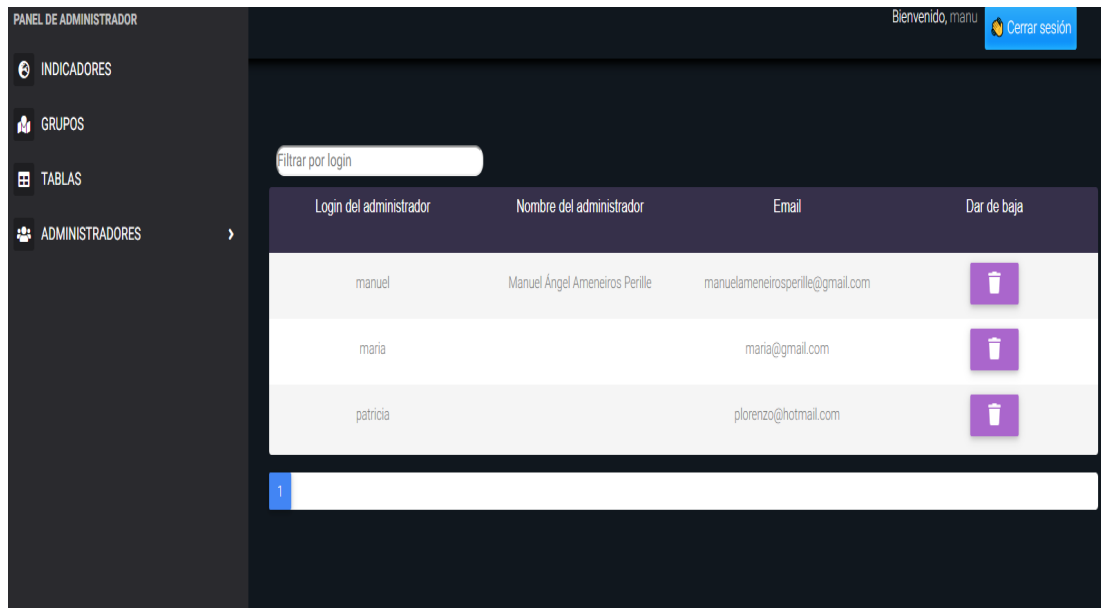 PANEL DE ADMINISTRADOR
Bienvenido, manu
Cerrar sesión
INDICADORES
GRUPOS
TABLAS
ADMINISTRADORES
Filtrar por login
Login del administrador Nombre del administrador Email Dar de baja
manuel Manuel Ángel Ameneiros Perille manuelameneirosperille@gmail.com
maria maria@gmail.com
patricia plorenzo@hotmail.com
1